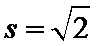 s = √2